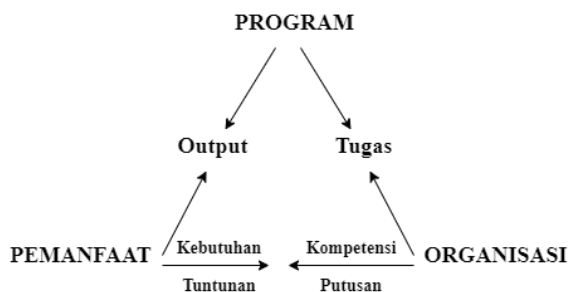 PROGRAM
Output Tugas
PEMANFAAT Kebutuhan Kompetensi ORGANISASI
Tuntunan Putusan